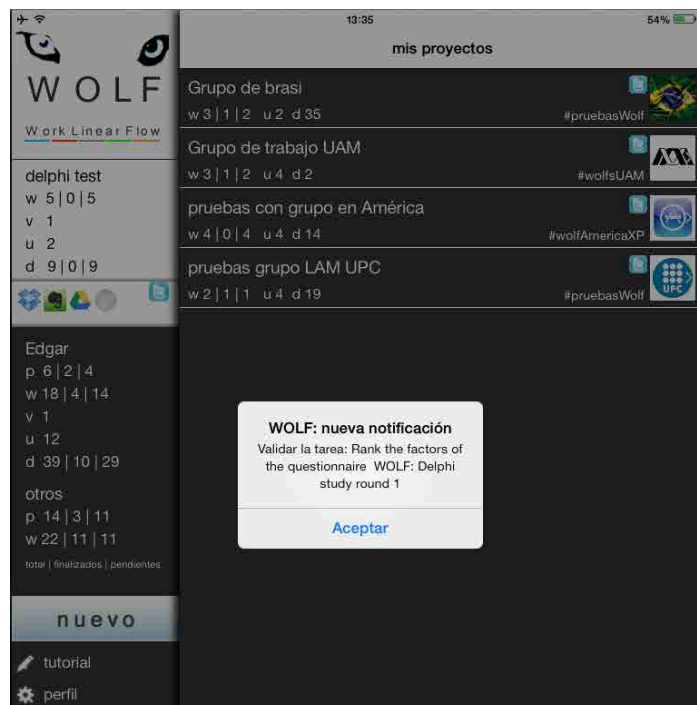 13:35
54%
WOLF
Work Linear Flow
delphi test
w 5|0|5
v 1
u 2
d 9|0|9
Edgar
p 6|2|4
w 18|4|14
v 1
u 12
d 39|10|29
otros
p 14|3|11
w 22|11|11
total | finalizados | pendientes
nuevo
tutorial
perfil
mis proyectos
Grupo de brasi
w 3|1|2 u 2 d 35
#pruebasWolf
Grupo de trabajo UAM
w 3|1|2 u 4 d 2
#wolfsUAM
pruebas con grupo en América
w 4|0|4 u 4 d 14
#wolfAmericaXP
pruebas grupo LAM UPC
w 2|1|1 u 4 d 19
#pruebasWolf
UPC
WOLF: nueva notificación
Validar la tarea: Rank the factors of
the questionnaire WOLF: Delphi
study round 1
Aceptar